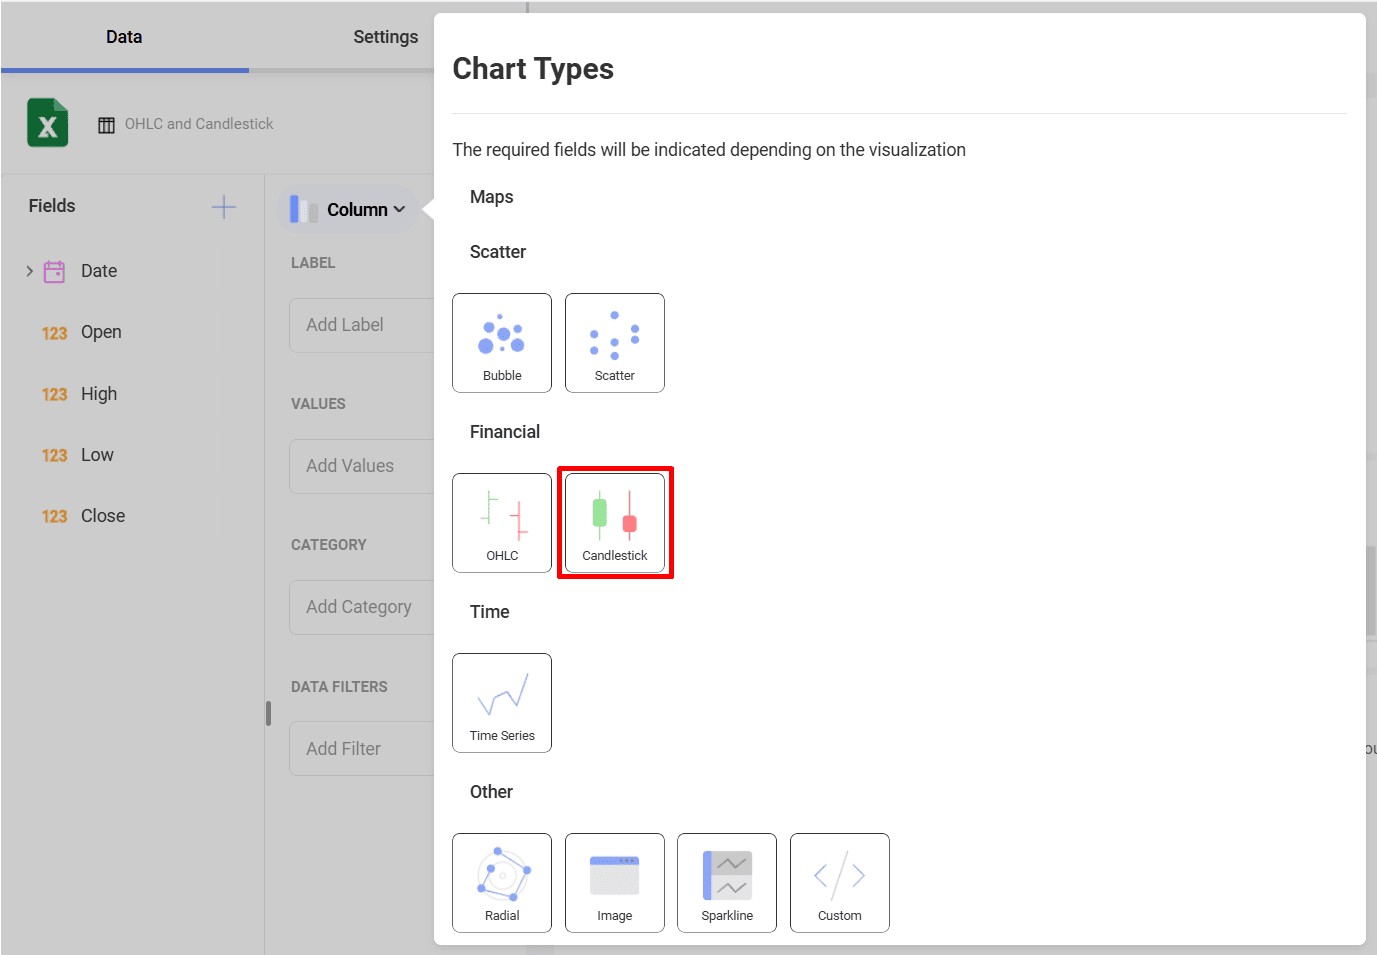 Data
Settings
OHLC and Candlestick
Fields
Date
123 Open
123 High
123 Low
123 Close
Column
LABEL
Add Label
VALUES
Add Values
CATEGORY
Add Category
DATA FILTERS
Add Filter
Chart Types
The required fields will be indicated depending on the visualization
Maps
Scatter
Bubble
Scatter
Financial
OHLC
Candlestick
Time
Time Series
Other
Radial
Image
Sparkline
Custom